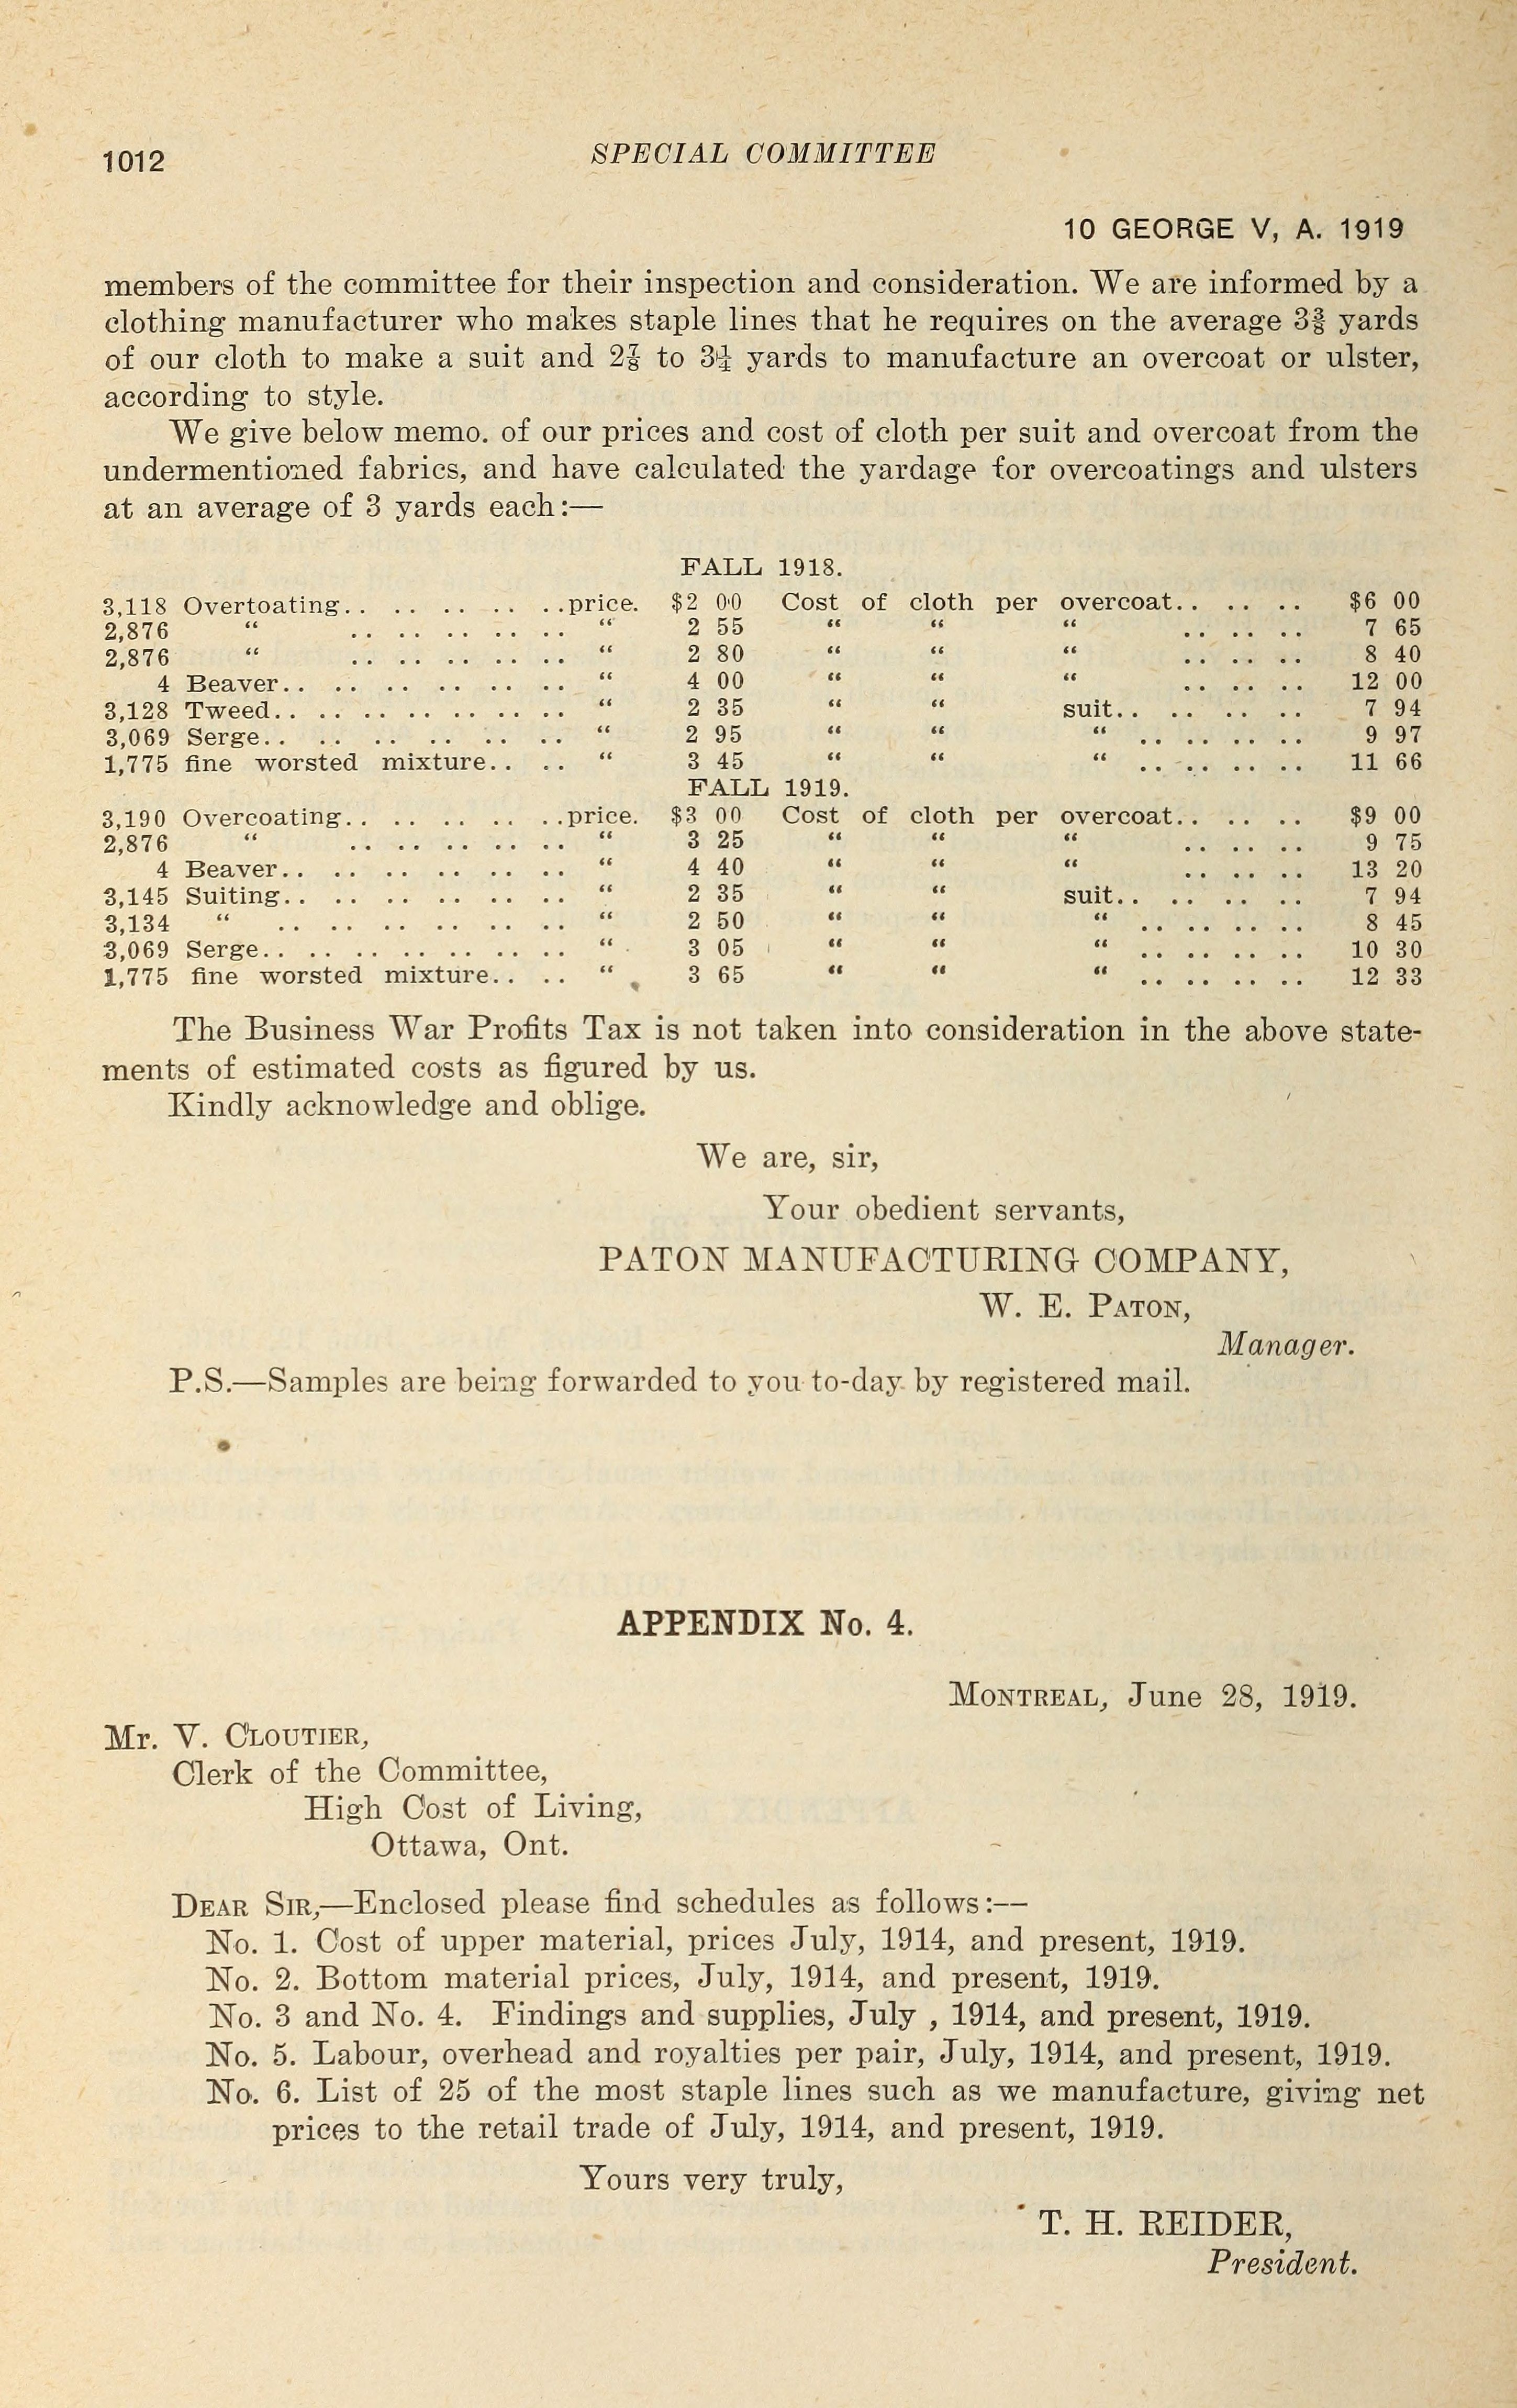 1012
SPECIAL COMMITTEE
10 GEORGE V, A. 1919
members of the committee for their inspection and consideration. We are informed by a
clothing manufacturer who makes staple lines that he requires on the average 3⅜ yards
of our cloth to make a suit and 2⅞ to 3¼ yards to manufacture an overcoat or ulster,
according to style.
We give below memo. of our prices and cost of cloth per suit and overcoat from the
undermentioned fabrics, and have calculated the yardage for overcoatings and ulsters
at an average of 3 yards each:—
FALL 1918.
3,118 Overtoating.. .. .. .. .. ..price. $2 00 Cost of cloth per overcoat.. .. .. $6 00
2,876 “ .. .. .. .. .. “ 2 55 “ “ “ .. .. .. 7 65
2,876 “ .. .. .. .. .. “ 2 80 “ “ “ .. .. .. 8 40
4 Beaver.. .. .. .. .. .. .. “ 4 00 “ “ “ .. .. .. 12 00
3,128 Tweed.. .. .. .. .. .. .. “ 2 35 “ “ suit.. .. .. .. 7 94
3,069 Serge.. .. .. .. .. .. .. “ 2 95 “ “ “ .. .. .. .. 9 97
1,775 fine worsted mixture.. .. .. “ 3 45 “ “ “ .. .. .. .. 11 66
FALL 1919.
3,190 Overcoating.. .. .. .. .. ..price. $3 00 Cost of cloth per overcoat.. .. .. $9 00
2,876 “ .. .. .. .. .. “ 3 25 “ “ “ .. .. .. 9 75
4 Beaver.. .. .. .. .. .. .. “ 4 40 “ “ “ .. .. .. 13 20
3,145 Suiting.. .. .. .. .. .. .. “ 2 35 “ “ suit.. .. .. .. 7 94
3,134 “ .. .. .. .. .. .. .. “ 2 50 “ “ “ .. .. .. .. 8 45
3,069 Serge.. .. .. .. .. .. .. “ 3 05 “ “ “ .. .. .. .. 10 30
1,775 fine worsted mixture.. .. .. “ 3 65 “ “ “ .. .. .. .. 12 33
The Business War Profits Tax is not taken into consideration in the above state-
ments of estimated costs as figured by us.
Kindly acknowledge and oblige.
We are, sir,
Your obedient servants,
PATON MANUFACTURING COMPANY,
W. E. PATON,
Manager.
P.S.—Samples are being forwarded to you to-day by registered mail.
APPENDIX No. 4.
MONTREAL, June 28, 1919.
Mr. V. CLOUTIER,
Clerk of the Committee,
High Cost of Living,
Ottawa, Ont.
DEAR SIR,—Enclosed please find schedules as follows:—
No. 1. Cost of upper material, prices July, 1914, and present, 1919.
No. 2. Bottom material prices, July, 1914, and present, 1919.
No. 3 and No. 4. Findings and supplies, July , 1914, and present, 1919.
No. 5. Labour, overhead and royalties per pair, July, 1914, and present, 1919.
No. 6. List of 25 of the most staple lines such as we manufacture, giving net
prices to the retail trade of July, 1914, and present, 1919.
Yours very truly,
T. H. REIDER,
President.